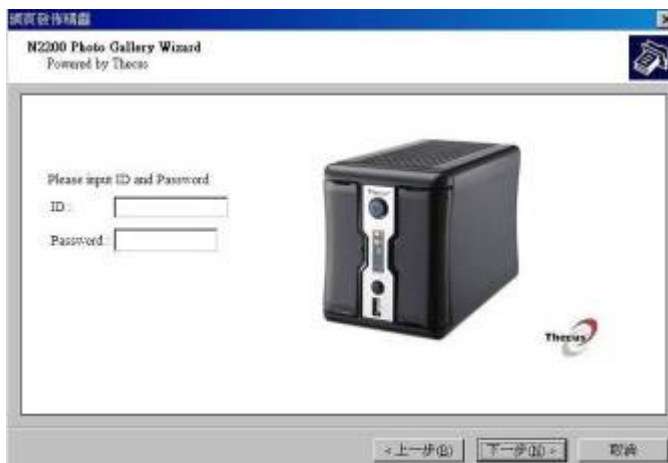 網頁發佈精靈
N2200 Photo Gallery Wizard
Powered by Thecus
Please input ID and Password
ID :
Password :
Thecus
Thecus
<上一步(B)
下一步(N) >
取消